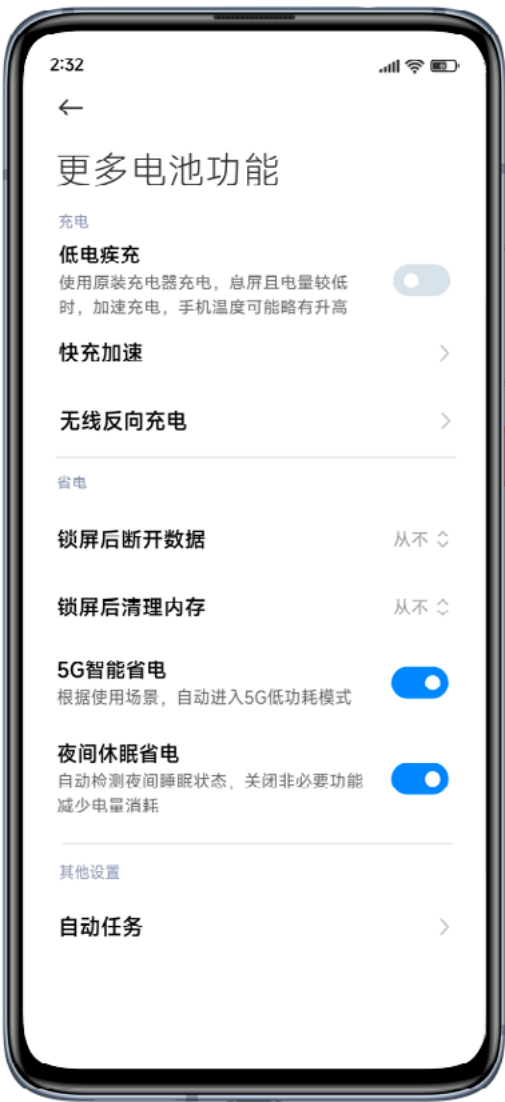 2:32
更多电池功能
充电
低电疾充
使用原装充电器充电，息屏且电量较低
时，加速充电，手机温度可能略有升高
快充加速
无线反向充电
省电
锁屏后断开数据
从不
锁屏后清理内存
从不
5G智能省电
根据使用场景，自动进入5G低功耗模式
夜间休眠省电
自动检测夜间睡眠状态，关闭非必要功能
减少电量消耗
其他设置
自动任务